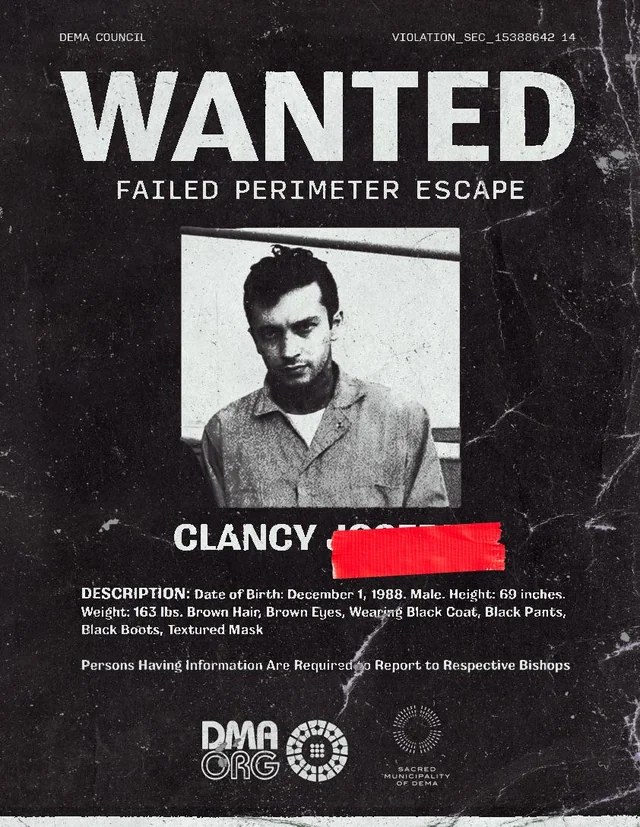 DEMA COUNCIL
VIOLATION_SEC_15388642 14
WANTED
FAILED PERIMETER ESCAPE
CLANCY
DESCRIPTION: Date of Birth: December 1, 1988. Male. Height: 69 inches.
Weight: 163 lbs. Brown Hair, Brown Eyes, Wearing Black Coat, Black Pants,
Black Boots, Textured Mask
Persons Having Information Are Required to Report to Respective Bishops
DMA
ORG
SACRED
MUNICIPALITY
OF DEMA